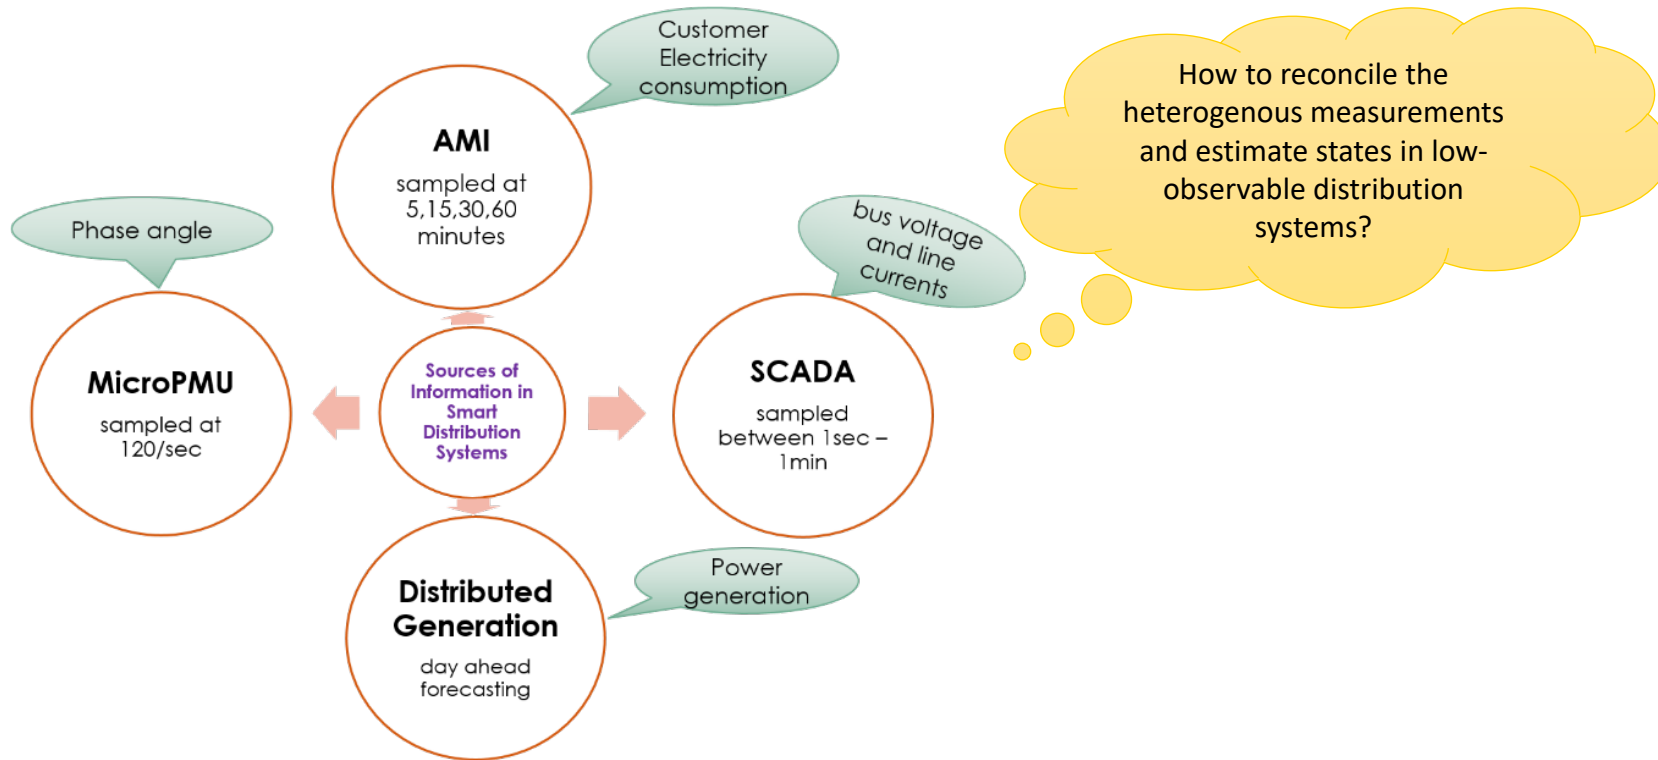 Customer
Electricity
consumption
AMI
sampled at
5,15,30,60
minutes
Phase angle
MicroPMU
sampled at
120/sec
Sources of
Information in
Smart
Distribution
Systems
bus voltage
and line
currents
SCADA
sampled
between 1sec –
1min
Distributed
Generation
day ahead
forecasting
Power
generation
How to reconcile the
heterogenous measurements
and estimate states in low-
observable distribution
systems?